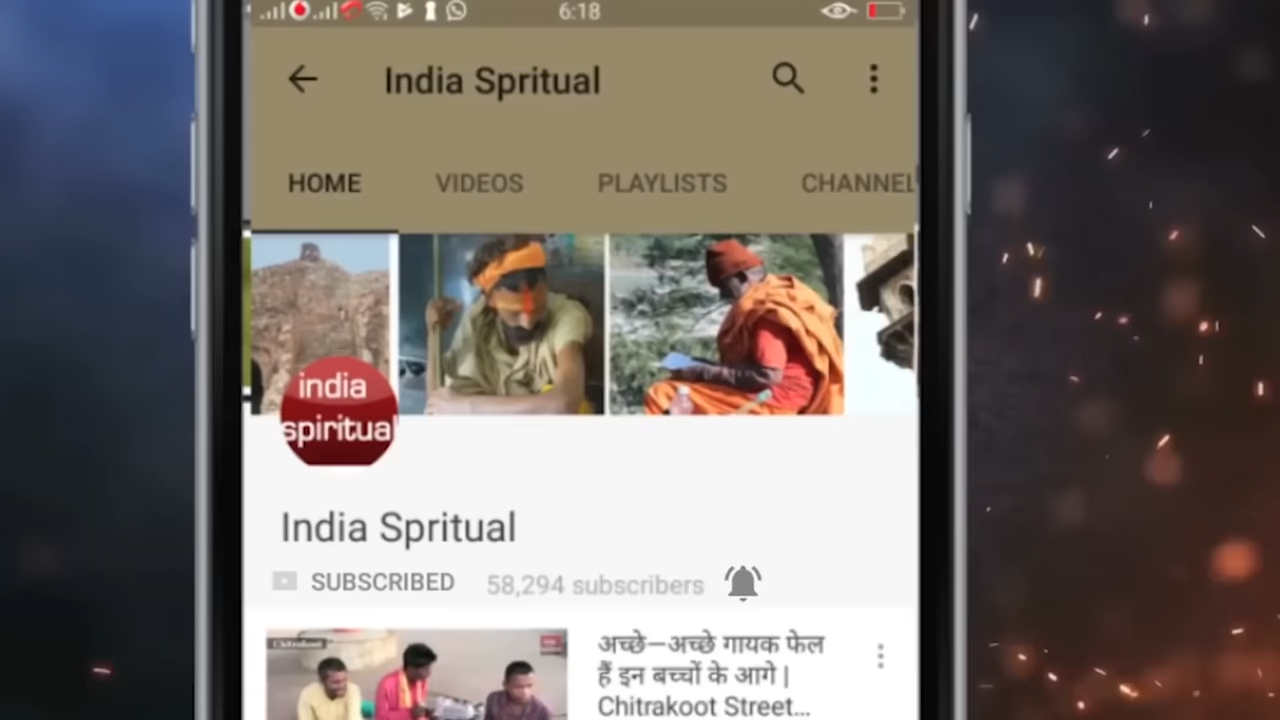 6:18
India Spritual
HOME VIDEOS PLAYLISTS CHANNEL
india
spiritual
India Spritual
SUBSCRIBED 58,294 subscribers
Chitrakoot
अच्छे—अच्छे गायक फेल
हैं इन बच्चों के आगे |
Chitrakoot Street...